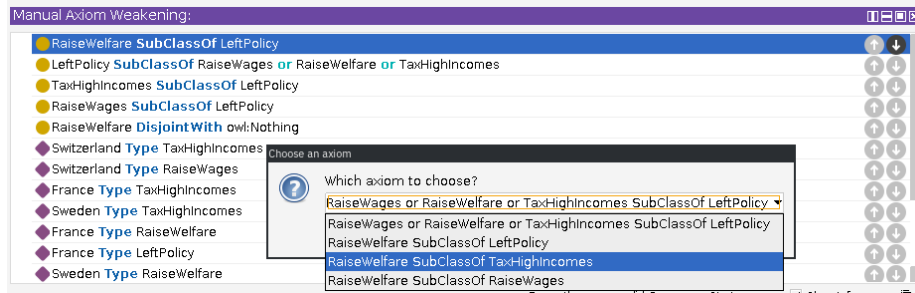 Manual Axiom Weakening:
RaiseWelfare SubClassOf LeftPolicy
LeftPolicy SubClassOf RaiseWages or RaiseWelfare or TaxHighIncomes
TaxHighIncomes SubClassOf LeftPolicy
RaiseWages SubClassOf LeftPolicy
RaiseWelfare DisjointWith owl:Nothing
Switzerland Type TaxHighIncomes
Switzerland Type RaiseWages
France Type TaxHighIncomes
Sweden Type TaxHighIncomes
France Type RaiseWelfare
France Type LeftPolicy
Sweden Type RaiseWelfare
Choose an axiom
Which axiom to choose?
RaiseWages or RaiseWelfare or TaxHighIncomes SubClassOf LeftPolicy
RaiseWages or RaiseWelfare or TaxHighIncomes SubClassOf LeftPolicy
RaiseWelfare SubClassOf LeftPolicy
RaiseWelfare SubClassOf TaxHighIncomes
RaiseWelfare SubClassOf RaiseWages